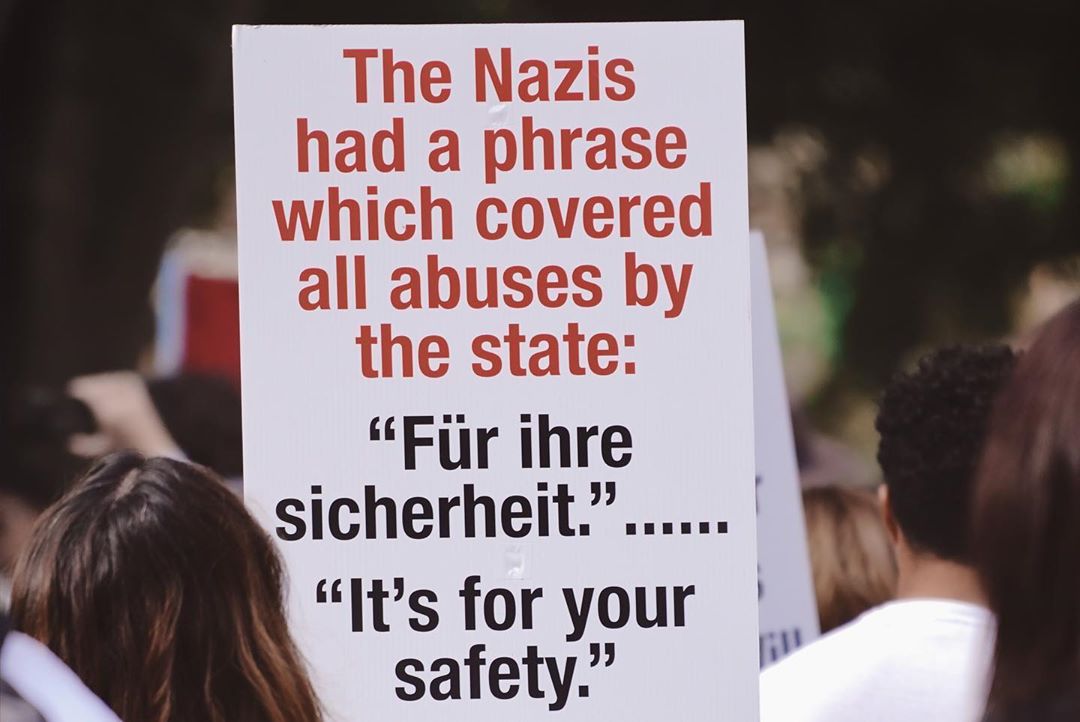 The Nazis
had a phrase
which covered
all abuses by
the state:
“Für ihre
sicherheit.”......
“It’s for your
safety.”